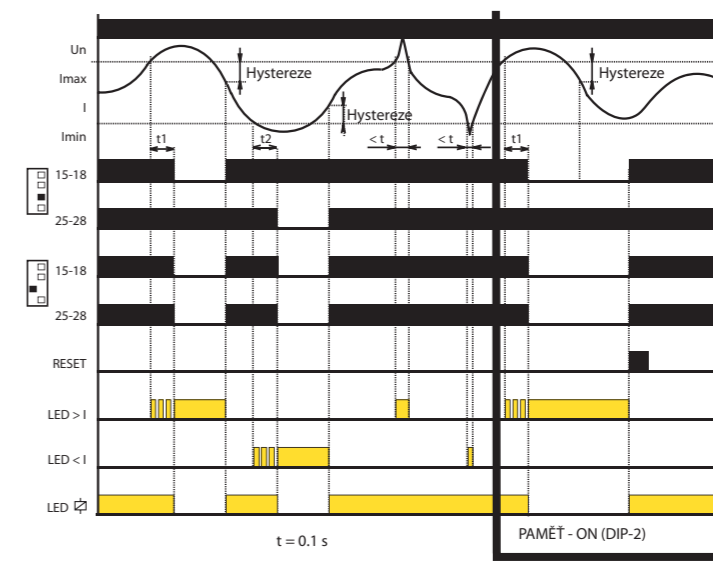 Un
Hystereze
Hystereze
Imax
I
Hystereze
Imin
t1
t2
< t
< t
t1
15-18
25-28
15-18
25-28
RESET
LED > I
LED < I
LED
t = 0.1 s
PAMĚŤ - ON (DIP-2)